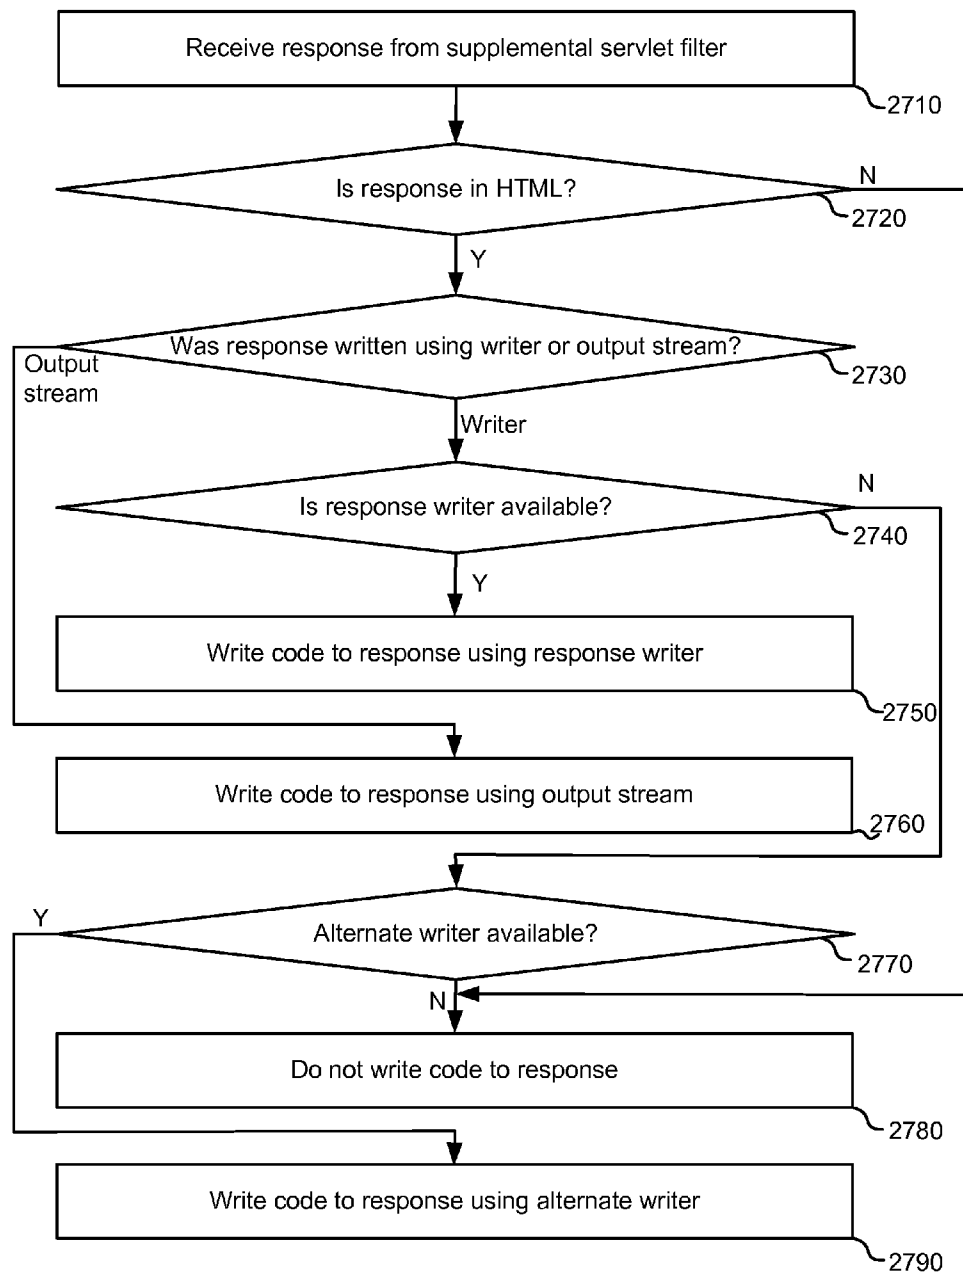 Receive response from supplemental servlet filter
2710
Is response in HTML?
N
2720
Y
Was response written using writer or output stream?
Output
stream
2730
Writer
Is response writer available?
N
2740
Y
Write code to response using response writer
2750
Write code to response using output stream
2760
Y
Alternate writer available?
2770
N
Do not write code to response
2780
Write code to response using alternate writer
2790